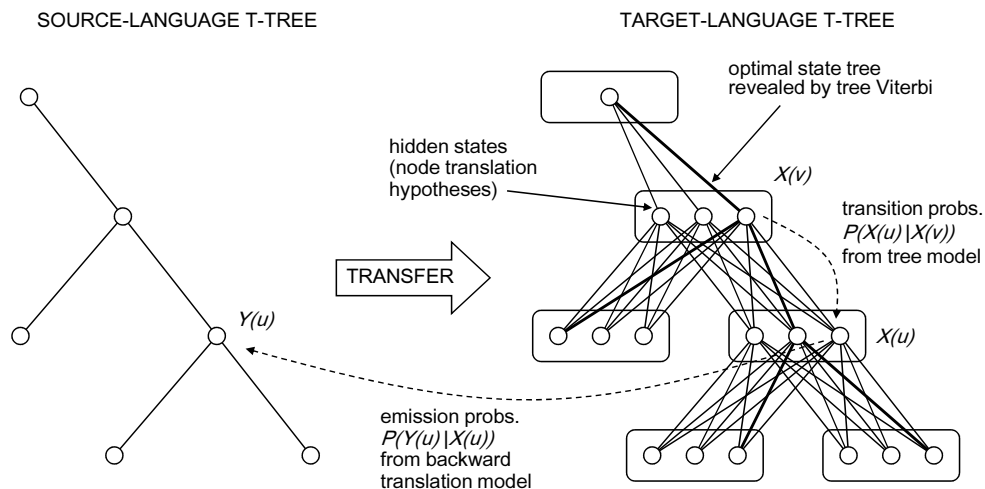 SOURCE-LANGUAGE T-TREE
TARGET-LANGUAGE T-TREE
optimal state tree
revealed by tree Viterbi
hidden states
(node translation
hypotheses)
X(v)
transition probs.
P(X(u)|X(v))
from tree model
TRANSFER
Y(u)
X(u)
emission probs.
P(Y(u)|X(u))
from backward
translation model